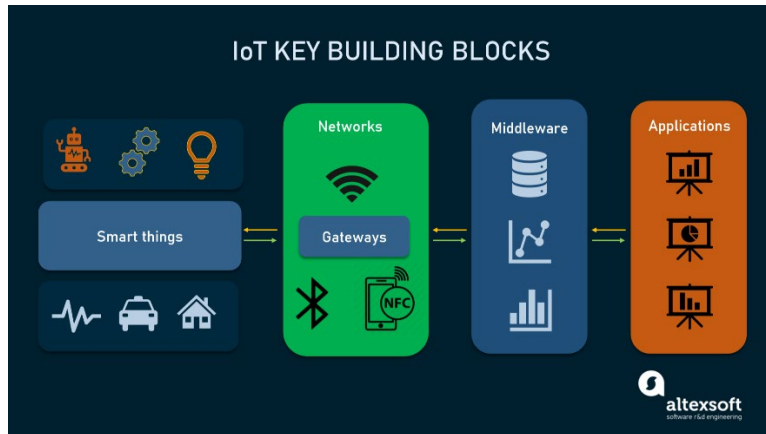 IoT KEY BUILDING BLOCKS
Smart things
Networks
Gateways
NFC
Middleware
Applications
altexsoft
software r&d engineering